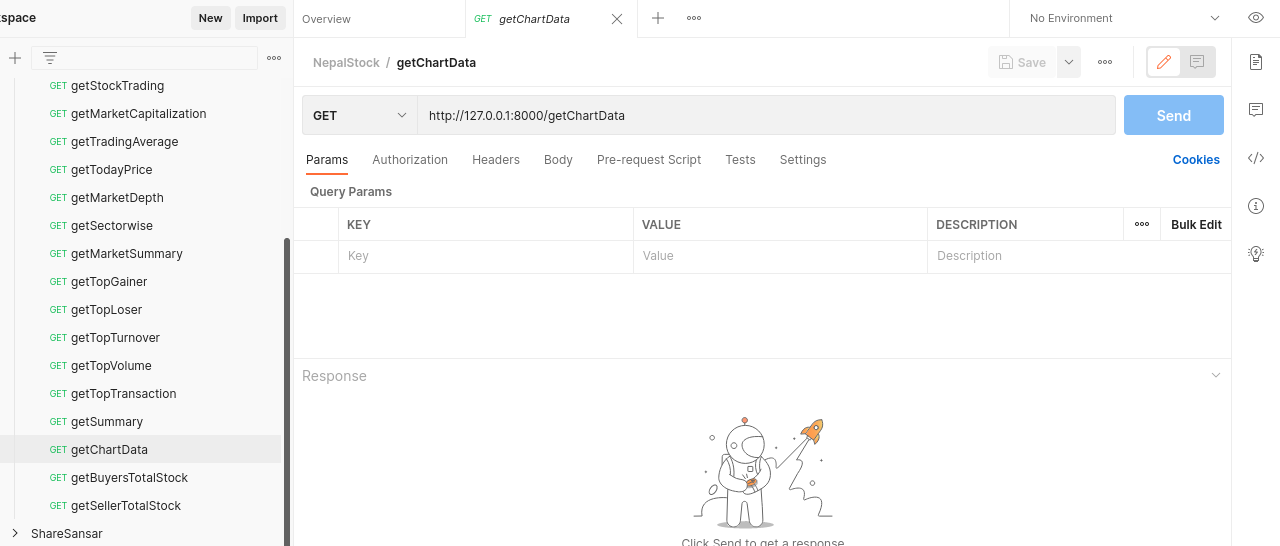 space
New
Import
GET getStockTrading
GET getMarketCapitalization
GET getTradingAverage
GET getTodayPrice
GET getMarketDepth
GET getSectorwise
GET getMarketSummary
GET getTopGainer
GET getTopLoser
GET getTopTurnover
GET getTopVolume
GET getTopTransaction
GET getSummary
GET getChartData
GET getBuyersTotalStock
GET getSellerTotalStock
ShareSansar
Overview
GET getChartData
No Environment
NepalStock / getChartData
Save
GET
http://127.0.0.1:8000/getChartData
Send
Params Authorization Headers Body Pre-request Script Tests Settings Cookies
Query Params
KEY VALUE DESCRIPTION Bulk Edit
Key Value Description
Response
Click Send to get a response